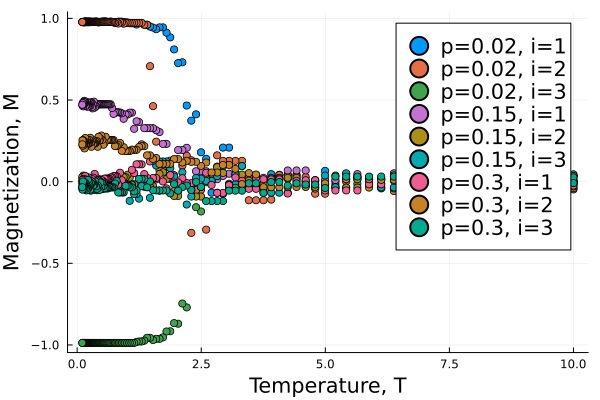 1.0
0.5
0.0
−0.5
−1.0
Magnetization, M
p=0.02, i=1
p=0.02, i=2
p=0.02, i=3
p=0.15, i=1
p=0.15, i=2
p=0.15, i=3
p=0.3, i=1
p=0.3, i=2
p=0.3, i=3
0.0 2.5 5.0 7.5 10.0
Temperature, T